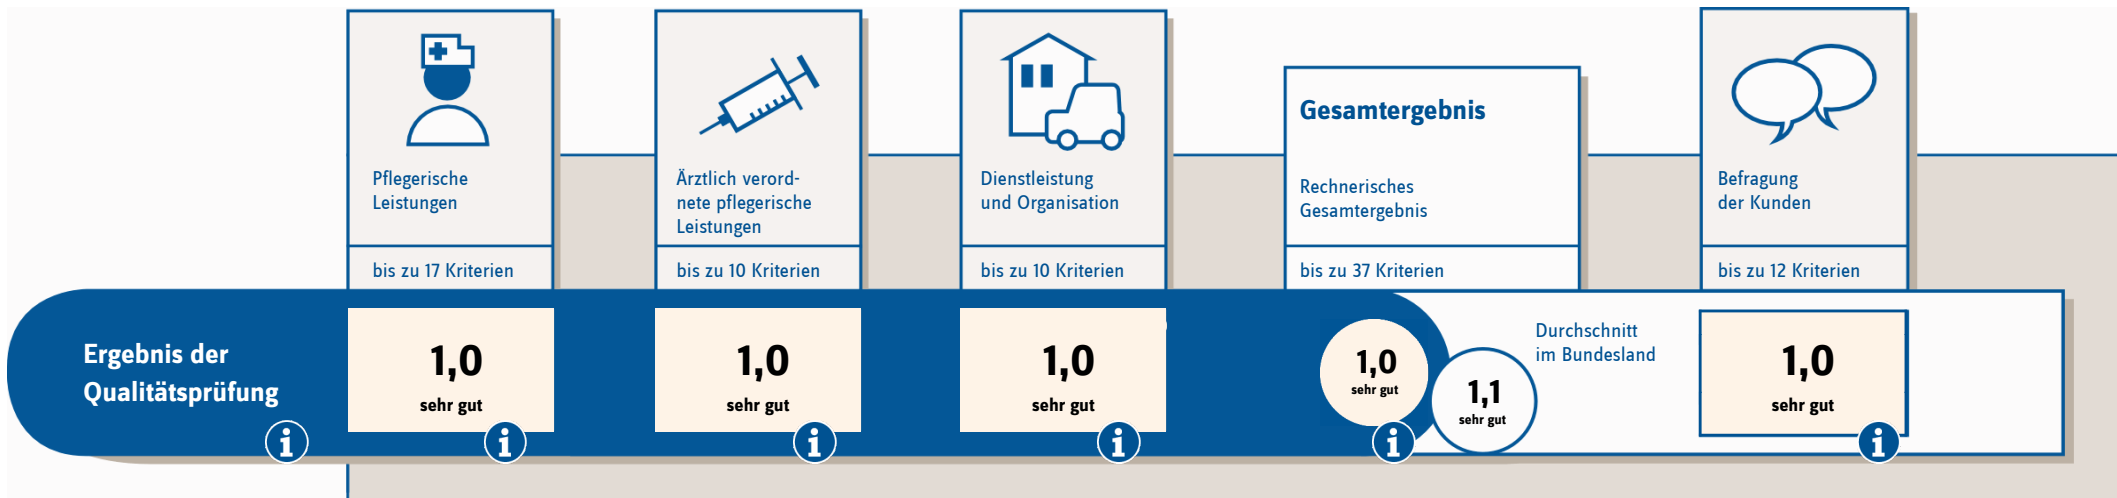 Pflegerische
Leistungen
bis zu 17 Kriterien
Ärztlich verord-
nete pflegerische
Leistungen
bis zu 10 Kriterien
Dienstleistung
und Organisation
bis zu 10 Kriterien
Gesamtergebnis
Rechnerisches
Gesamtergebnis
bis zu 37 Kriterien
Befragung
der Kunden
bis zu 12 Kriterien
Ergebnis der
Qualitätsprüfung
i
1,0
sehr gut
i
1,0
sehr gut
i
1,0
sehr gut
i
1,0
sehr gut
i
1,1
sehr gut
Durchschnitt
im Bundesland
1,0
sehr gut
i